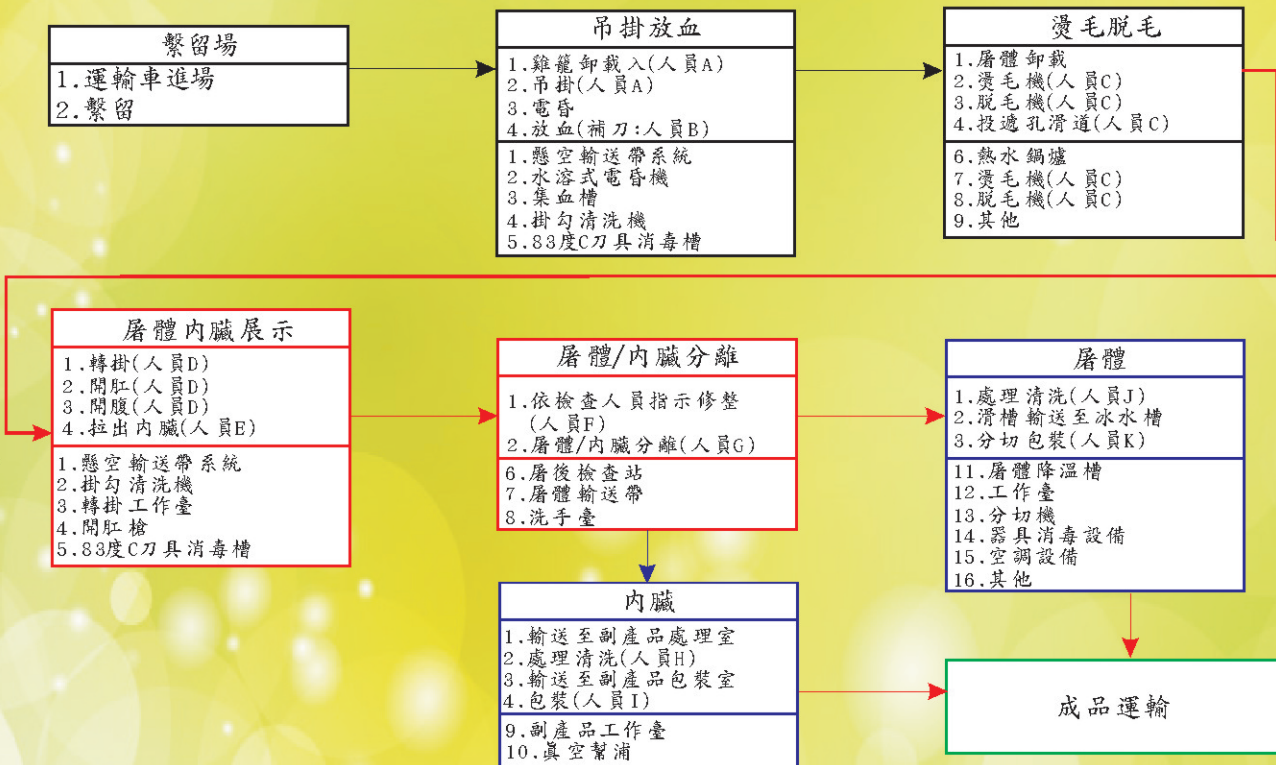 繫留場
1.運輸車進場
2.繫留
吊掛放血
1.雞籠卸載入(人員A)
2.吊掛(人員A)
3.電昏
4.放血(補刀:人員B)
1.懸空輸送帶系統
2.水溶式電昏機
3.集血槽
4.掛勾清洗機
5.83度C刀具消毒槽
燙毛脫毛
1.屠體卸載
2.燙毛機(人員C)
3.脫毛機(人員C)
4.投遞孔滑道(人員C)
6.熱水鍋爐
7.燙毛機(人員C)
8.脫毛機(人員C)
9.其他
屠體內臟展示
1.轉掛(人員D)
2.開肛(人員D)
3.開腹(人員D)
4.拉出內臟(人員E)
1.懸空輸送帶系統
2.掛勾清洗機
3.轉掛工作臺
4.開肛槍
5.83度C刀具消毒槽
屠體/內臟分離
1.依檢查人員指示修整
(人員F)
2.屠體/內臟分離(人員G)
6.屠後檢查站
7.屠體輸送帶
8.洗手臺
屠體
1.處理清洗(人員J)
2.滑槽輸送至冰水槽
3.分切包裝(人員K)
11.屠體降溫槽
12.工作臺
13.分切機
14.器具消毒設備
15.空調設備
16.其他
內臟
1.輸送至副產品處理室
2.處理清洗(人員H)
3.輸送至副產品包裝室
4.包裝(人員I)
9.副產品工作臺
10.真空幫浦
成品運輸